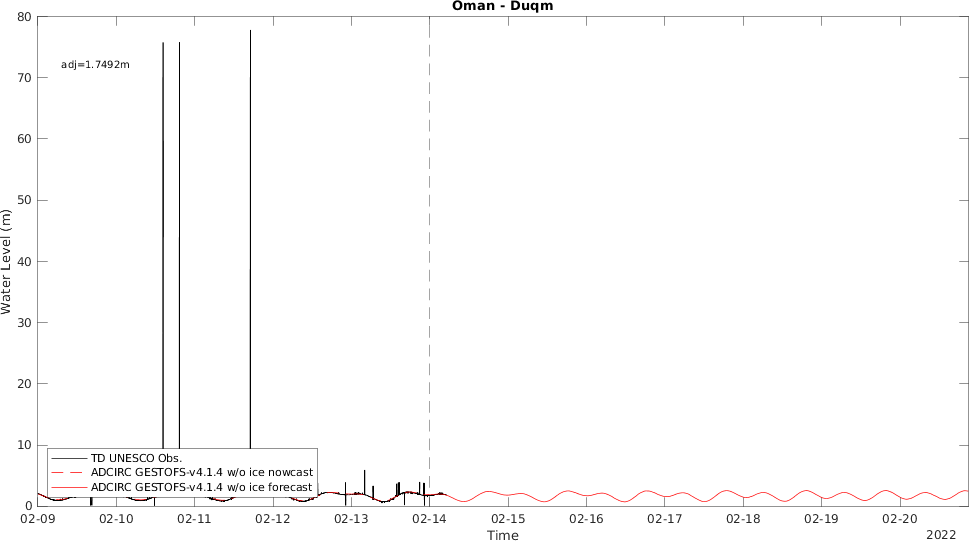 Oman - Duqm
80
70
60
50
40
30
20
10
0
Water Level (m)
adj=1.7492m
TD UNESCO Obs.
ADCIRC GESTOFS-v4.1.4 w/o ice nowcast
ADCIRC GESTOFS-v4.1.4 w/o ice forecast
02-09 02-10 02-11 02-12 02-13 02-14 02-15 02-16 02-17 02-18 02-19 02-20
Time
2022